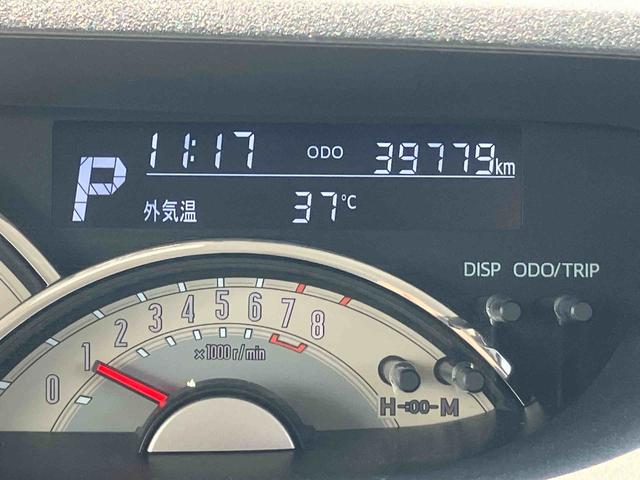 11:17 ODO 39779km
P
外気温 37℃
DISP ODO/TRIP
0 1 2 3 4 5 6 7 8
×1000 r/min
H-:00-M